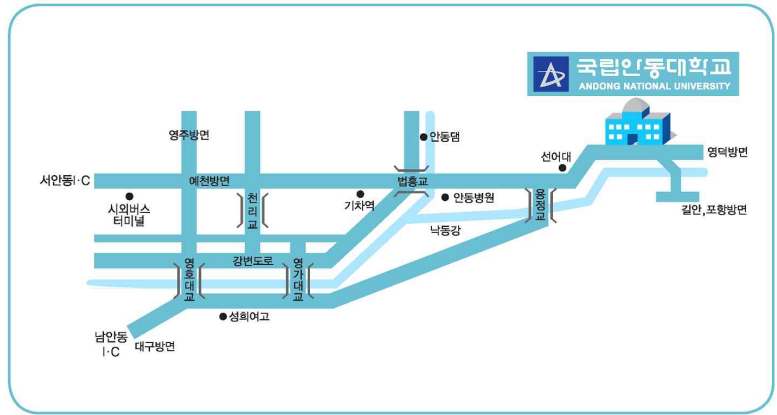 국립안동대학교
ANDONG NATIONAL UNIVERSITY
영주방면
안동댐
선어대
영덕방면
서안동I·C
예천방면
법흥교
시외버스
터미널
천리교
기차역
안동병원
용정교
길안,포항방면
낙동강
영호대교
강변도로
영가대교
성희여고
남안동
I·C
대구방면